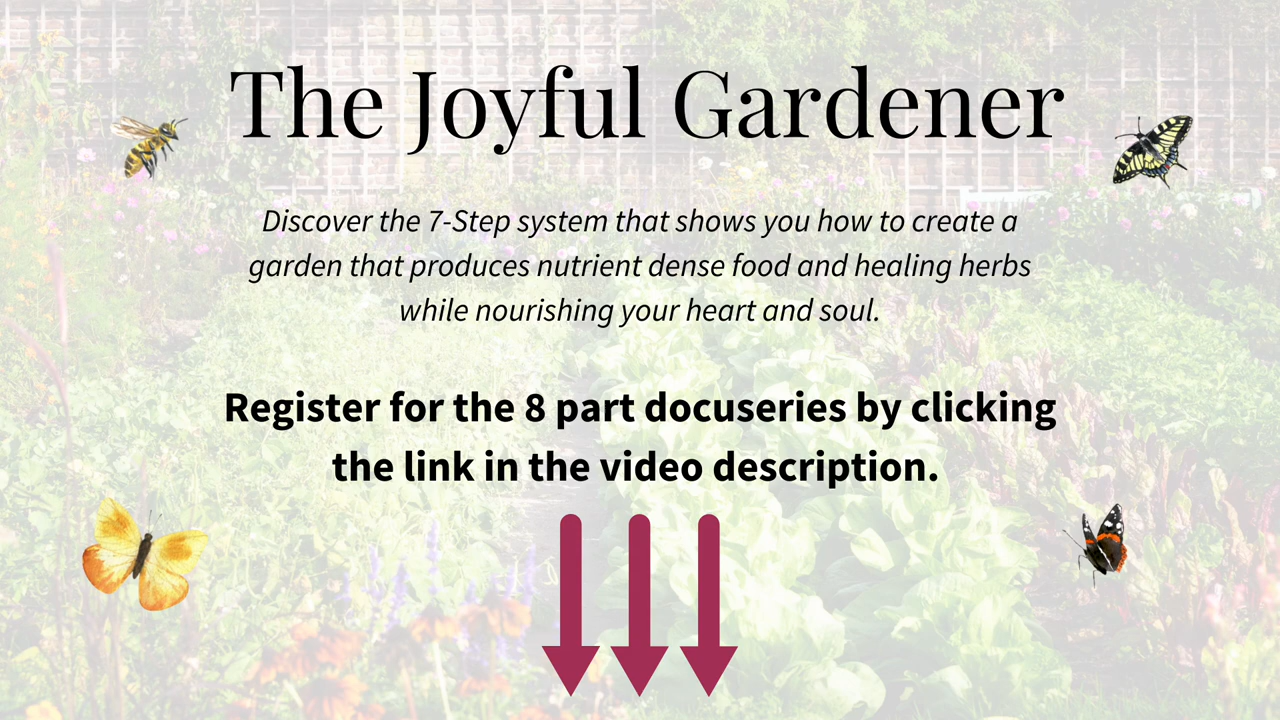 The Joyful Gardener
Discover the 7-Step system that shows you how to create a
garden that produces nutrient dense food and healing herbs
while nourishing your heart and soul.
Register for the 8 part docuseries by clicking
the link in the video description.